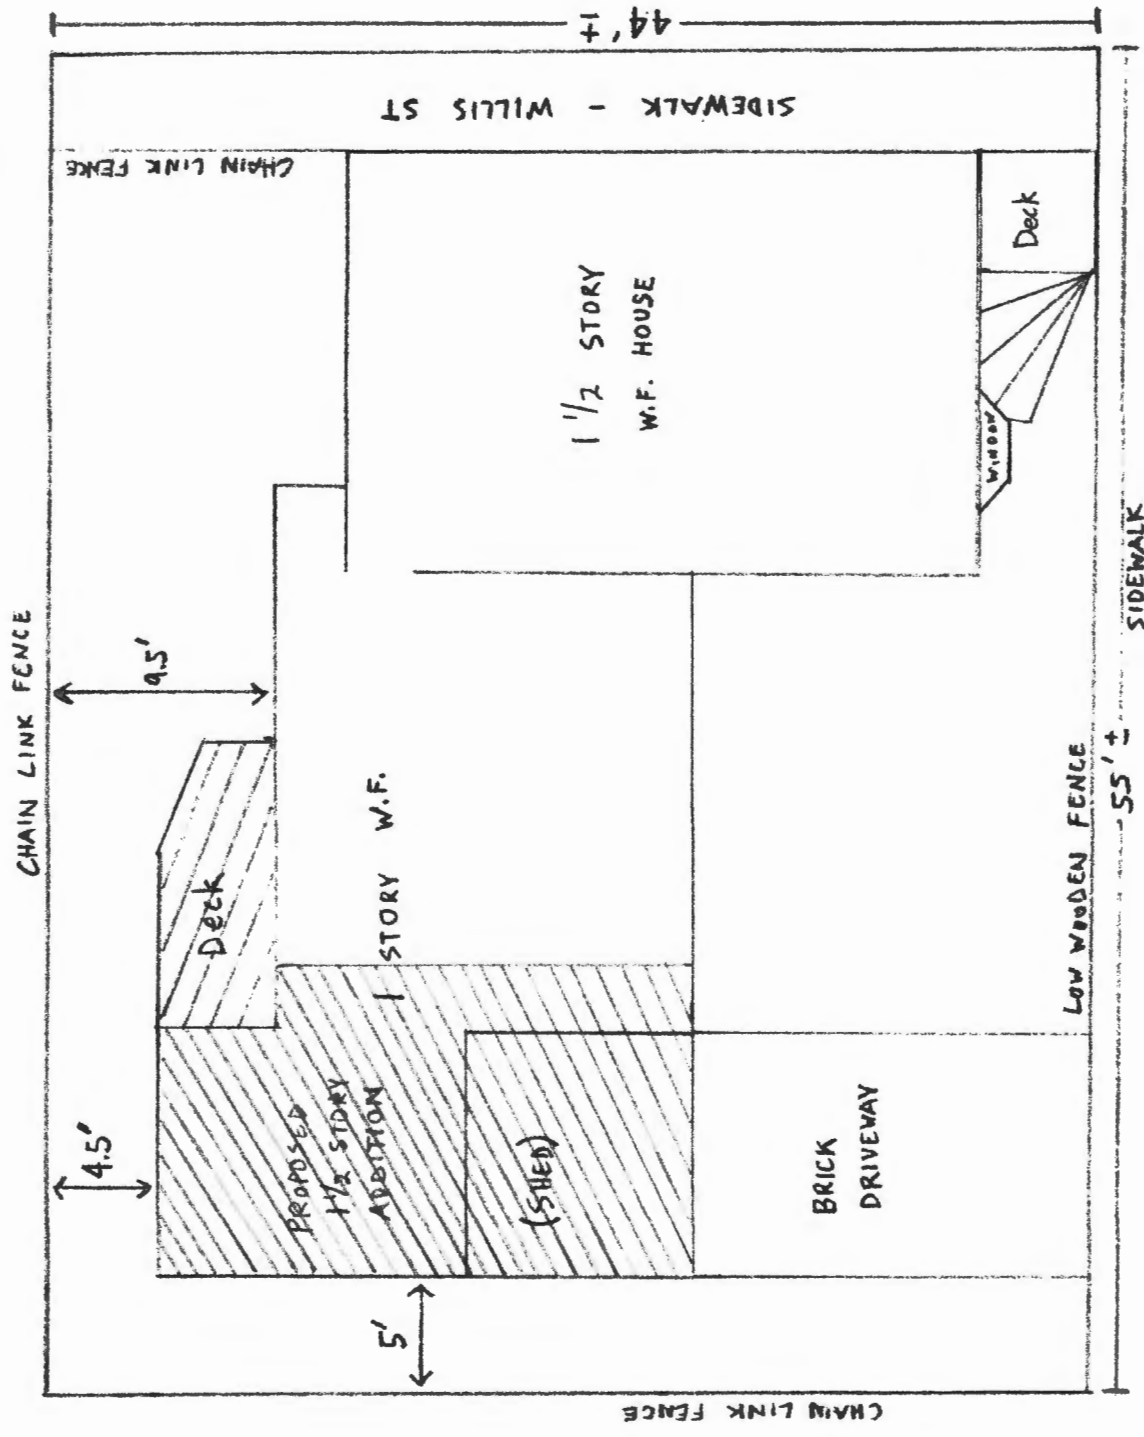 44' ±
SIDEWALK - WILLIS ST
CHAIN LINK FENCE
Deck
1 1/2 STORY
W.F. HOUSE
WINDOW
SIDEWALK
CHAIN LINK FENCE
9.5'
Deck
1 STORY W.F.
LOW WOODEN FENCE
55' ±
4.5'
PROPOSED
1 1/2 STORY
ADDITION
(SHED)
BRICK
DRIVEWAY
5'
CHAIN LINK FENCE